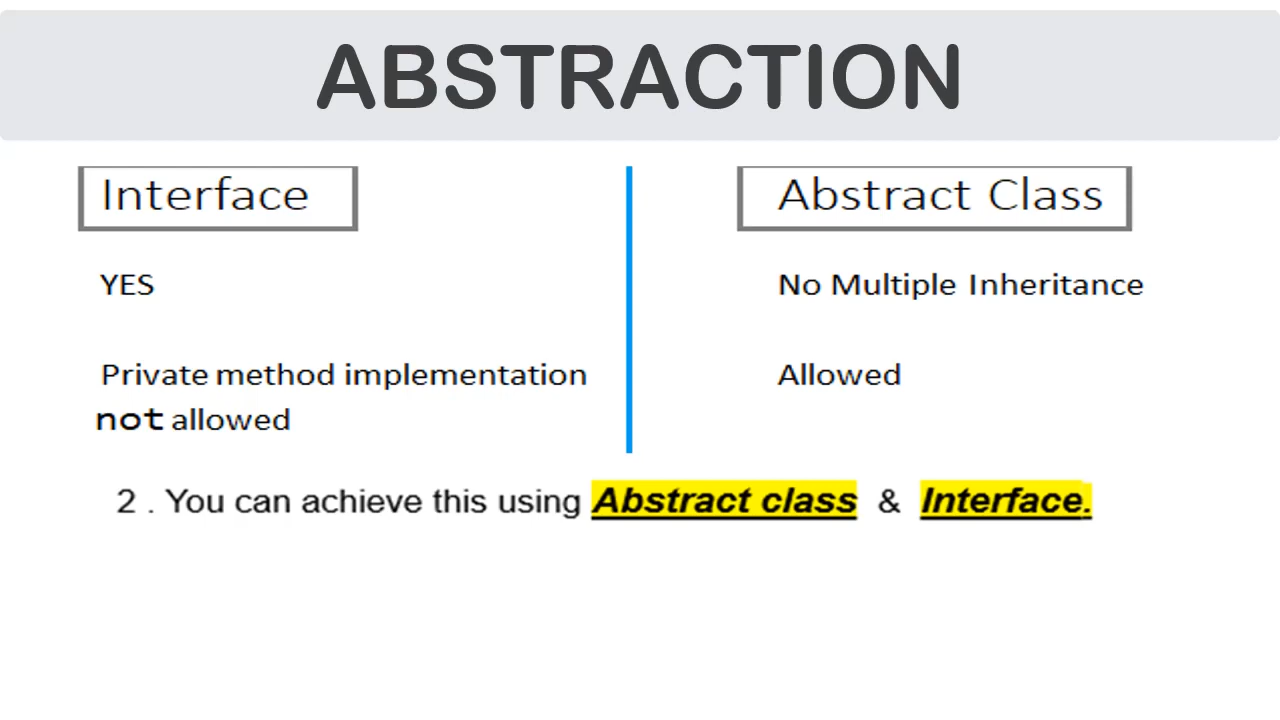 ABSTRACTION
Interface
Abstract Class
YES
No Multiple Inheritance
Private method implementation
not allowed
Allowed
2 . You can achieve this using Abstract class & Interface.